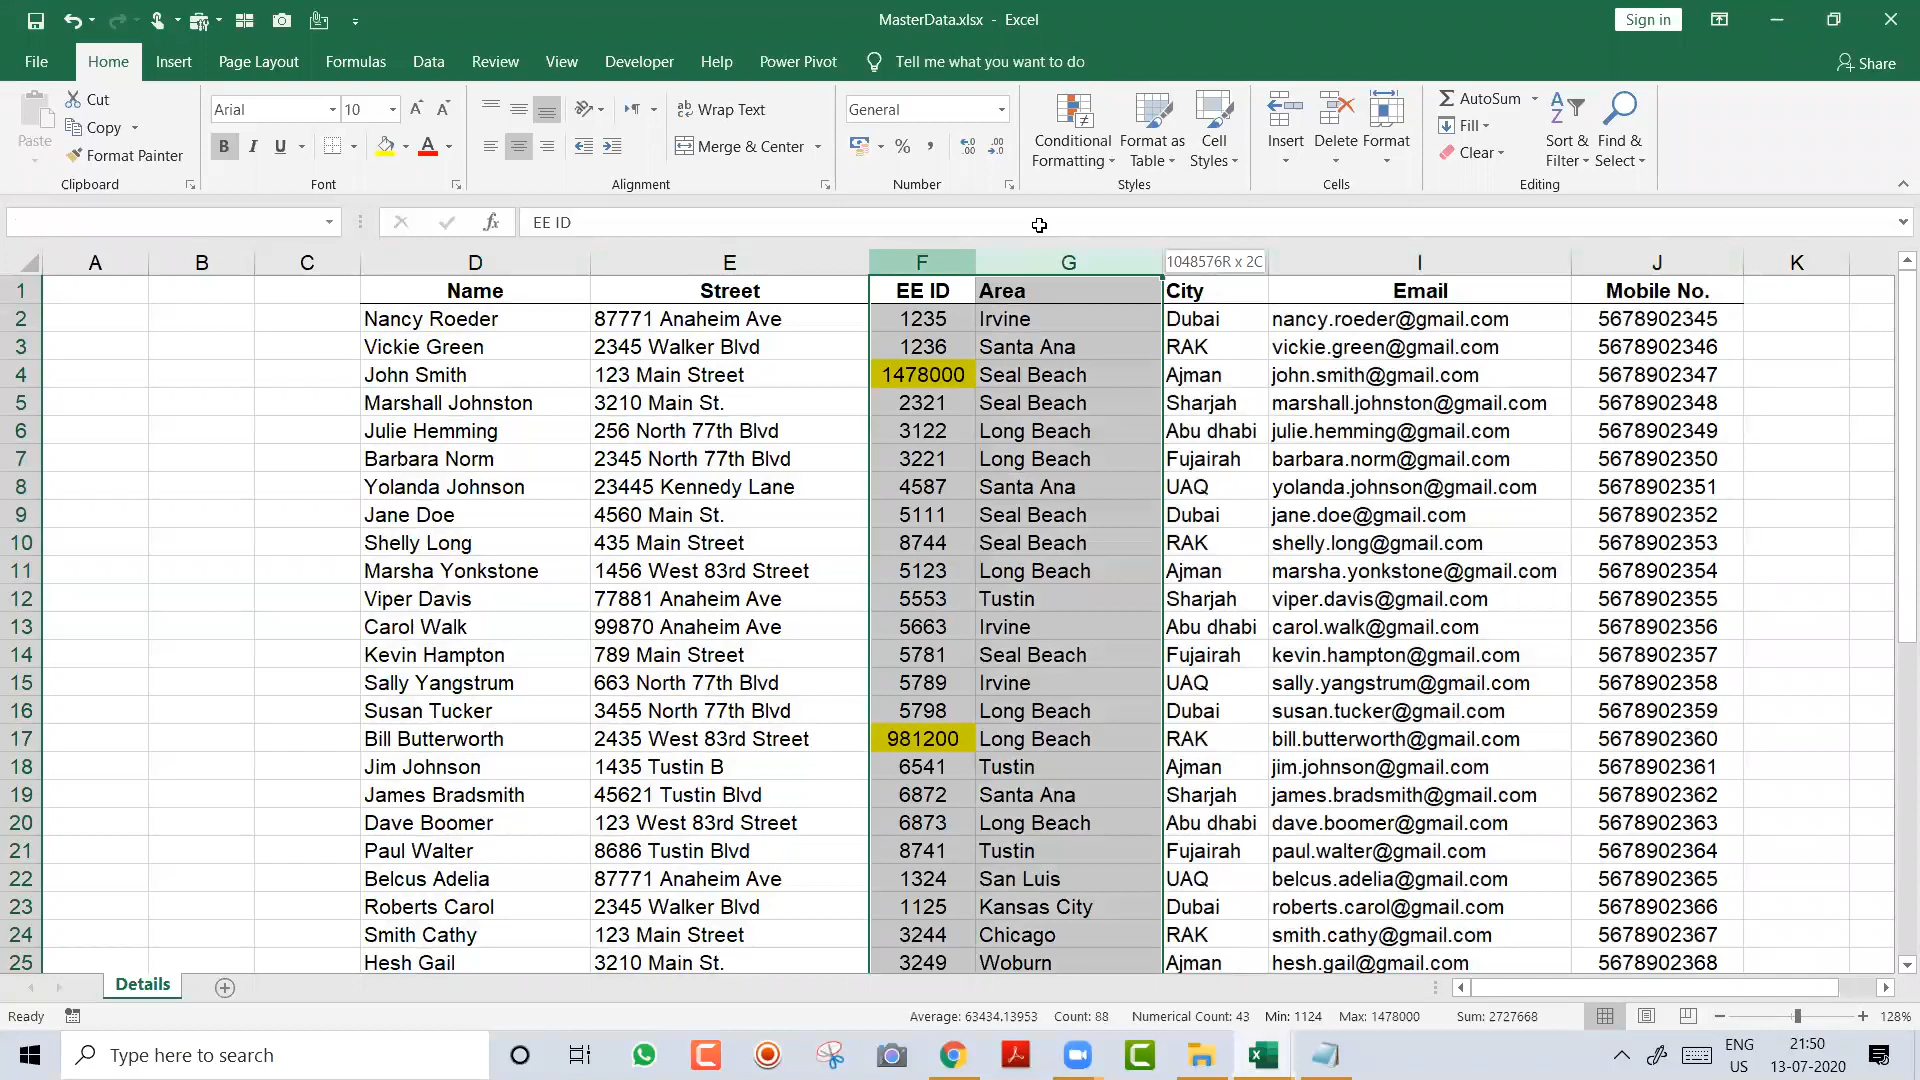 MasterData.xlsx - Excel
Sign in
File Home Insert Page Layout Formulas Data Review View Developer Help Power Pivot Tell me what you want to do Share
Paste Cut Copy Format Painter Clipboard
Arial 10 B I U Font
Wrap Text Merge & Center Alignment
General % , Number
Conditional Formatting Format as Table Cell Styles Styles
Insert Delete Format Cells
AutoSum Fill Clear Sort & Filter Find & Select Editing
fx EE ID
A B C D E F G 1048576R x 2C I J K
1 Name Street EE ID Area City Email Mobile No.
2 Nancy Roeder 87771 Anaheim Ave 1235 Irvine Dubai nancy.roeder@gmail.com 5678902345
3 Vickie Green 2345 Walker Blvd 1236 Santa Ana RAK vickie.green@gmail.com 5678902346
4 John Smith 123 Main Street 1478000 Seal Beach Ajman john.smith@gmail.com 5678902347
5 Marshall Johnston 3210 Main St. 2321 Seal Beach Sharjah marshall.johnston@gmail.com 5678902348
6 Julie Hemming 256 North 77th Blvd 3122 Long Beach Abu dhabi julie.hemming@gmail.com 5678902349
7 Barbara Norm 2345 North 77th Blvd 3221 Long Beach Fujairah barbara.norm@gmail.com 5678902350
8 Yolanda Johnson 23445 Kennedy Lane 4587 Santa Ana UAQ yolanda.johnson@gmail.com 5678902351
9 Jane Doe 4560 Main St. 5111 Seal Beach Dubai jane.doe@gmail.com 5678902352
10 Shelly Long 435 Main Street 8744 Seal Beach RAK shelly.long@gmail.com 5678902353
11 Marsha Yonkstone 1456 West 83rd Street 5123 Long Beach Ajman marsha.yonkstone@gmail.com 5678902354
12 Viper Davis 77881 Anaheim Ave 5553 Tustin Sharjah viper.davis@gmail.com 5678902355
13 Carol Walk 99870 Anaheim Ave 5663 Irvine Abu dhabi carol.walk@gmail.com 5678902356
14 Kevin Hampton 789 Main Street 5781 Seal Beach Fujairah kevin.hampton@gmail.com 5678902357
15 Sally Yangstrum 663 North 77th Blvd 5789 Irvine UAQ sally.yangstrum@gmail.com 5678902358
16 Susan Tucker 3455 North 77th Blvd 5798 Long Beach Dubai susan.tucker@gmail.com 5678902359
17 Bill Butterworth 2435 West 83rd Street 981200 Long Beach RAK bill.butterworth@gmail.com 5678902360
18 Jim Johnson 1435 Tustin B 6541 Tustin Ajman jim.johnson@gmail.com 5678902361
19 James Bradsmith 45621 Tustin Blvd 6872 Santa Ana Sharjah james.bradsmith@gmail.com 5678902362
20 Dave Boomer 123 West 83rd Street 6873 Long Beach Abu dhabi dave.boomer@gmail.com 5678902363
21 Paul Walter 8686 Tustin Blvd 8741 Tustin Fujairah paul.walter@gmail.com 5678902364
22 Belcus Adelia 87771 Anaheim Ave 1324 San Luis UAQ belcus.adelia@gmail.com 5678902365
23 Roberts Carol 2345 Walker Blvd 1125 Kansas City Dubai roberts.carol@gmail.com 5678902366
24 Smith Cathy 123 Main Street 3244 Chicago RAK smith.cathy@gmail.com 5678902367
25 Hesh Gail 3210 Main St. 3249 Woburn Ajman hesh.gail@gmail.com 5678902368
Details
Ready Average: 63434.13953 Count: 88 Numerical Count: 43 Min: 1124 Max: 1478000 Sum: 2727668 128%
Type here to search ENG US 21:50 13-07-2020